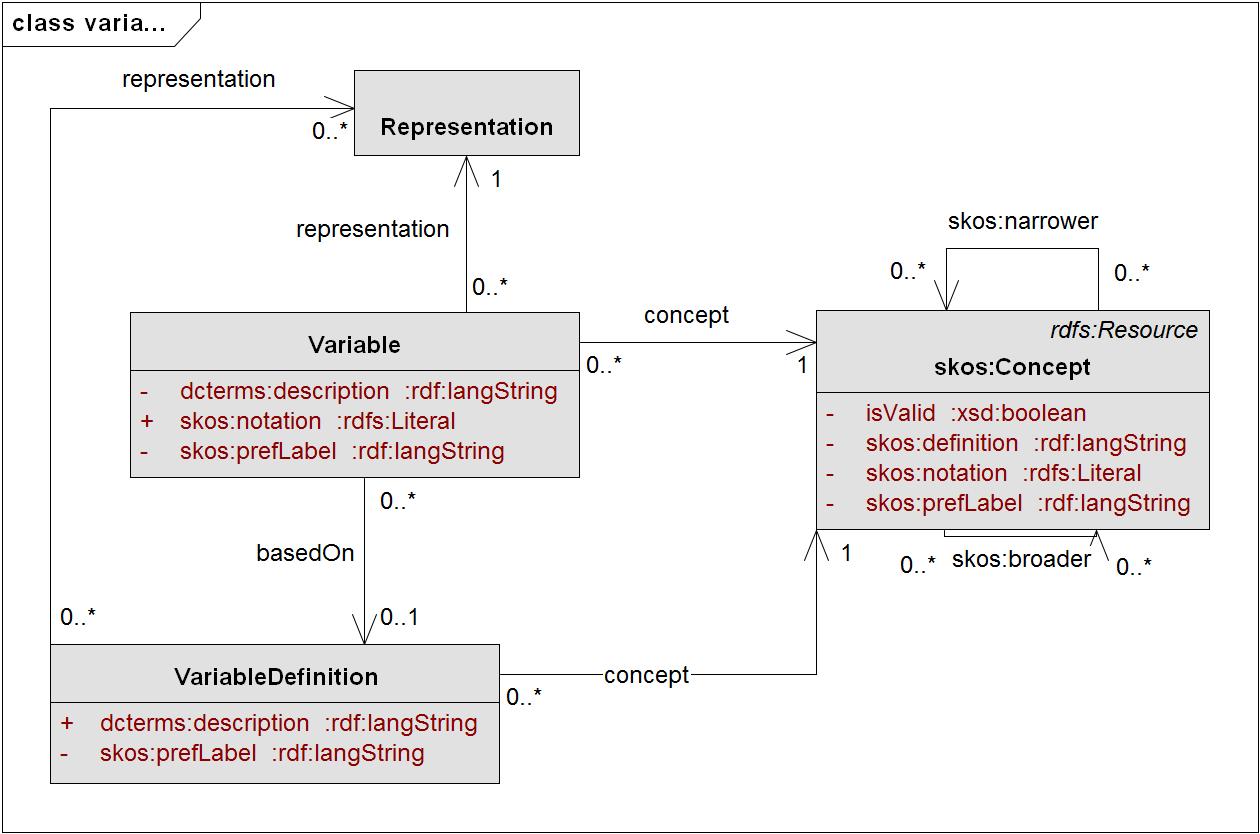 class varia...
representation
0..*
Representation
1
representation
0..*
Variable
- dcterms:description :rdf:langString
+ skos:notation :rdfs:Literal
- skos:prefLabel :rdf:langString
concept
0..*
1
skos:narrower
0..*
0..*
rdfs:Resource
skos:Concept
- isValid :xsd:boolean
- skos:definition :rdf:langString
- skos:notation :rdfs:Literal
- skos:prefLabel :rdf:langString
0..*
skos:broader
0..*
0..*
basedOn
0..1
0..*
VariableDefinition
+ dcterms:description :rdf:langString
- skos:prefLabel :rdf:langString
0..*
concept
1